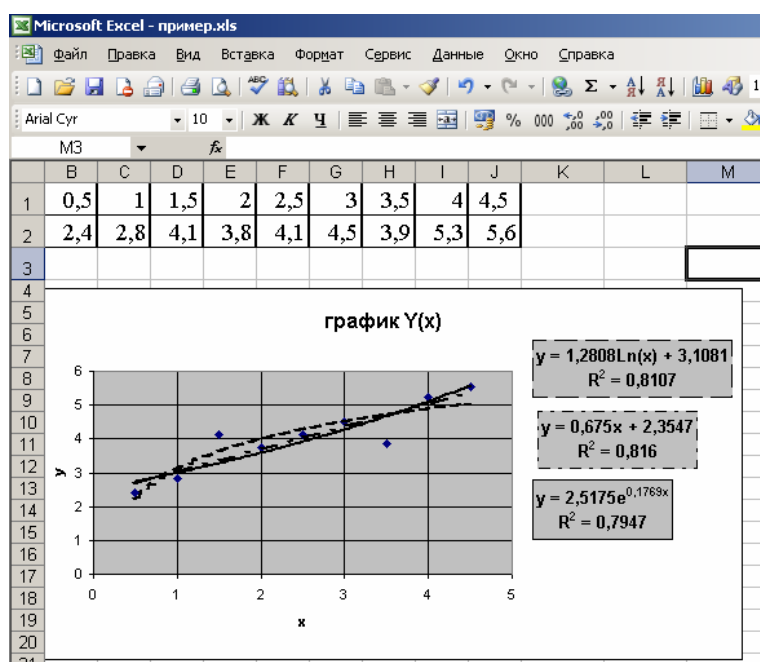 Microsoft Excel - пример.xls
Файл Правка Вид Вставка Формат Сервис Данные Окно Справка
Arial Cyr 10 Ж К Ч % 000
M3 fx
B C D E F G H I J K L M
1 0,5 1 1,5 2 2,5 3 3,5 4 4,5
2 2,4 2,8 4,1 3,8 4,1 4,5 3,9 5,3 5,6
3
4
5
6
7
8
9
10
11
12
13
14
15
16
17
18
19
20
график Y(x)
y = 1,2808Ln(x) + 3,1081
R² = 0,8107
y = 0,675x + 2,3547
R² = 0,816
y = 2,5175e^0,1769x
R² = 0,7947
6
5
4
3
2
1
0
y
0 1 2 3 4 5
x